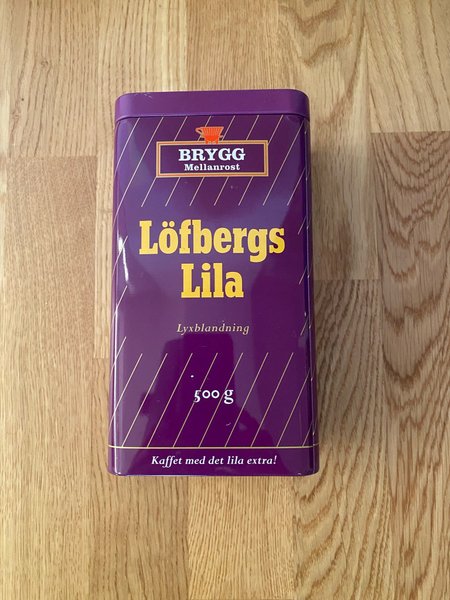 BRYGG
Mellanrost
Löfbergs
Lila
Lyxblandning
500 g
Kaffet med det lila extra!